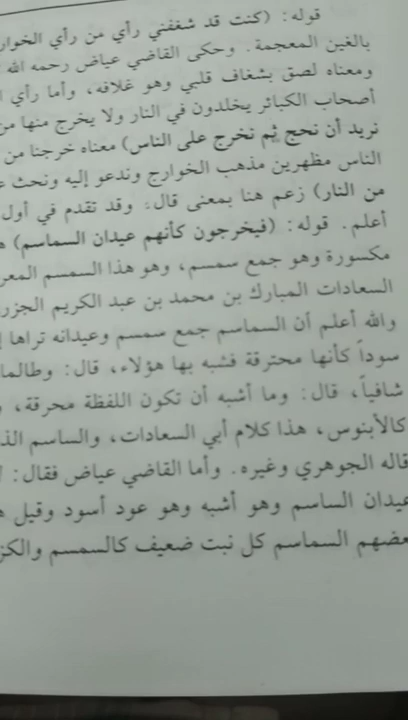 قوله: (كنت قد شغفني رأي من رأي الخوارج
بالغين المعجمة. وحكى القاضي عياض رحمه الله
ومعناه لصق بشغاف قلبي وهو غلافه، وأما رأي
أصحاب الكبائر يخلدون في النار ولا يخرج منها من
نريد أن نحج ثم نخرج على الناس) معناه خرجنا من
الناس مظهرين مذهب الخوارج وندعو إليه ونحث
من النار) زعم هنا بمعنى قال. وقد تقدم في أول
أعلم. قوله: (فيخرجون كأنهم عيدان السماسم)
مكسورة وهو جمع سمسم، وهو هذا السمسم المعر
السعادات المبارك بن محمد بن عبد الكريم الجزر
والله أعلم أن السماسم جمع سمسم وعيدانه تراها
سوداً كأنها محترقة فشبه بها هؤلاء، قال: وطالما
شافياً، قال: وما أشبه أن تكون اللفظة محرفة،
كالأبنوس، هذا كلام أبي السعادات، والساسم الذ
قاله الجوهري وغيره. وأما القاضي عياض فقال:
عيدان الساسم وهو أشبه وهو عود أسود وقيل
بعضهم السماسم كل نبت ضعيف كالسمسم والكز